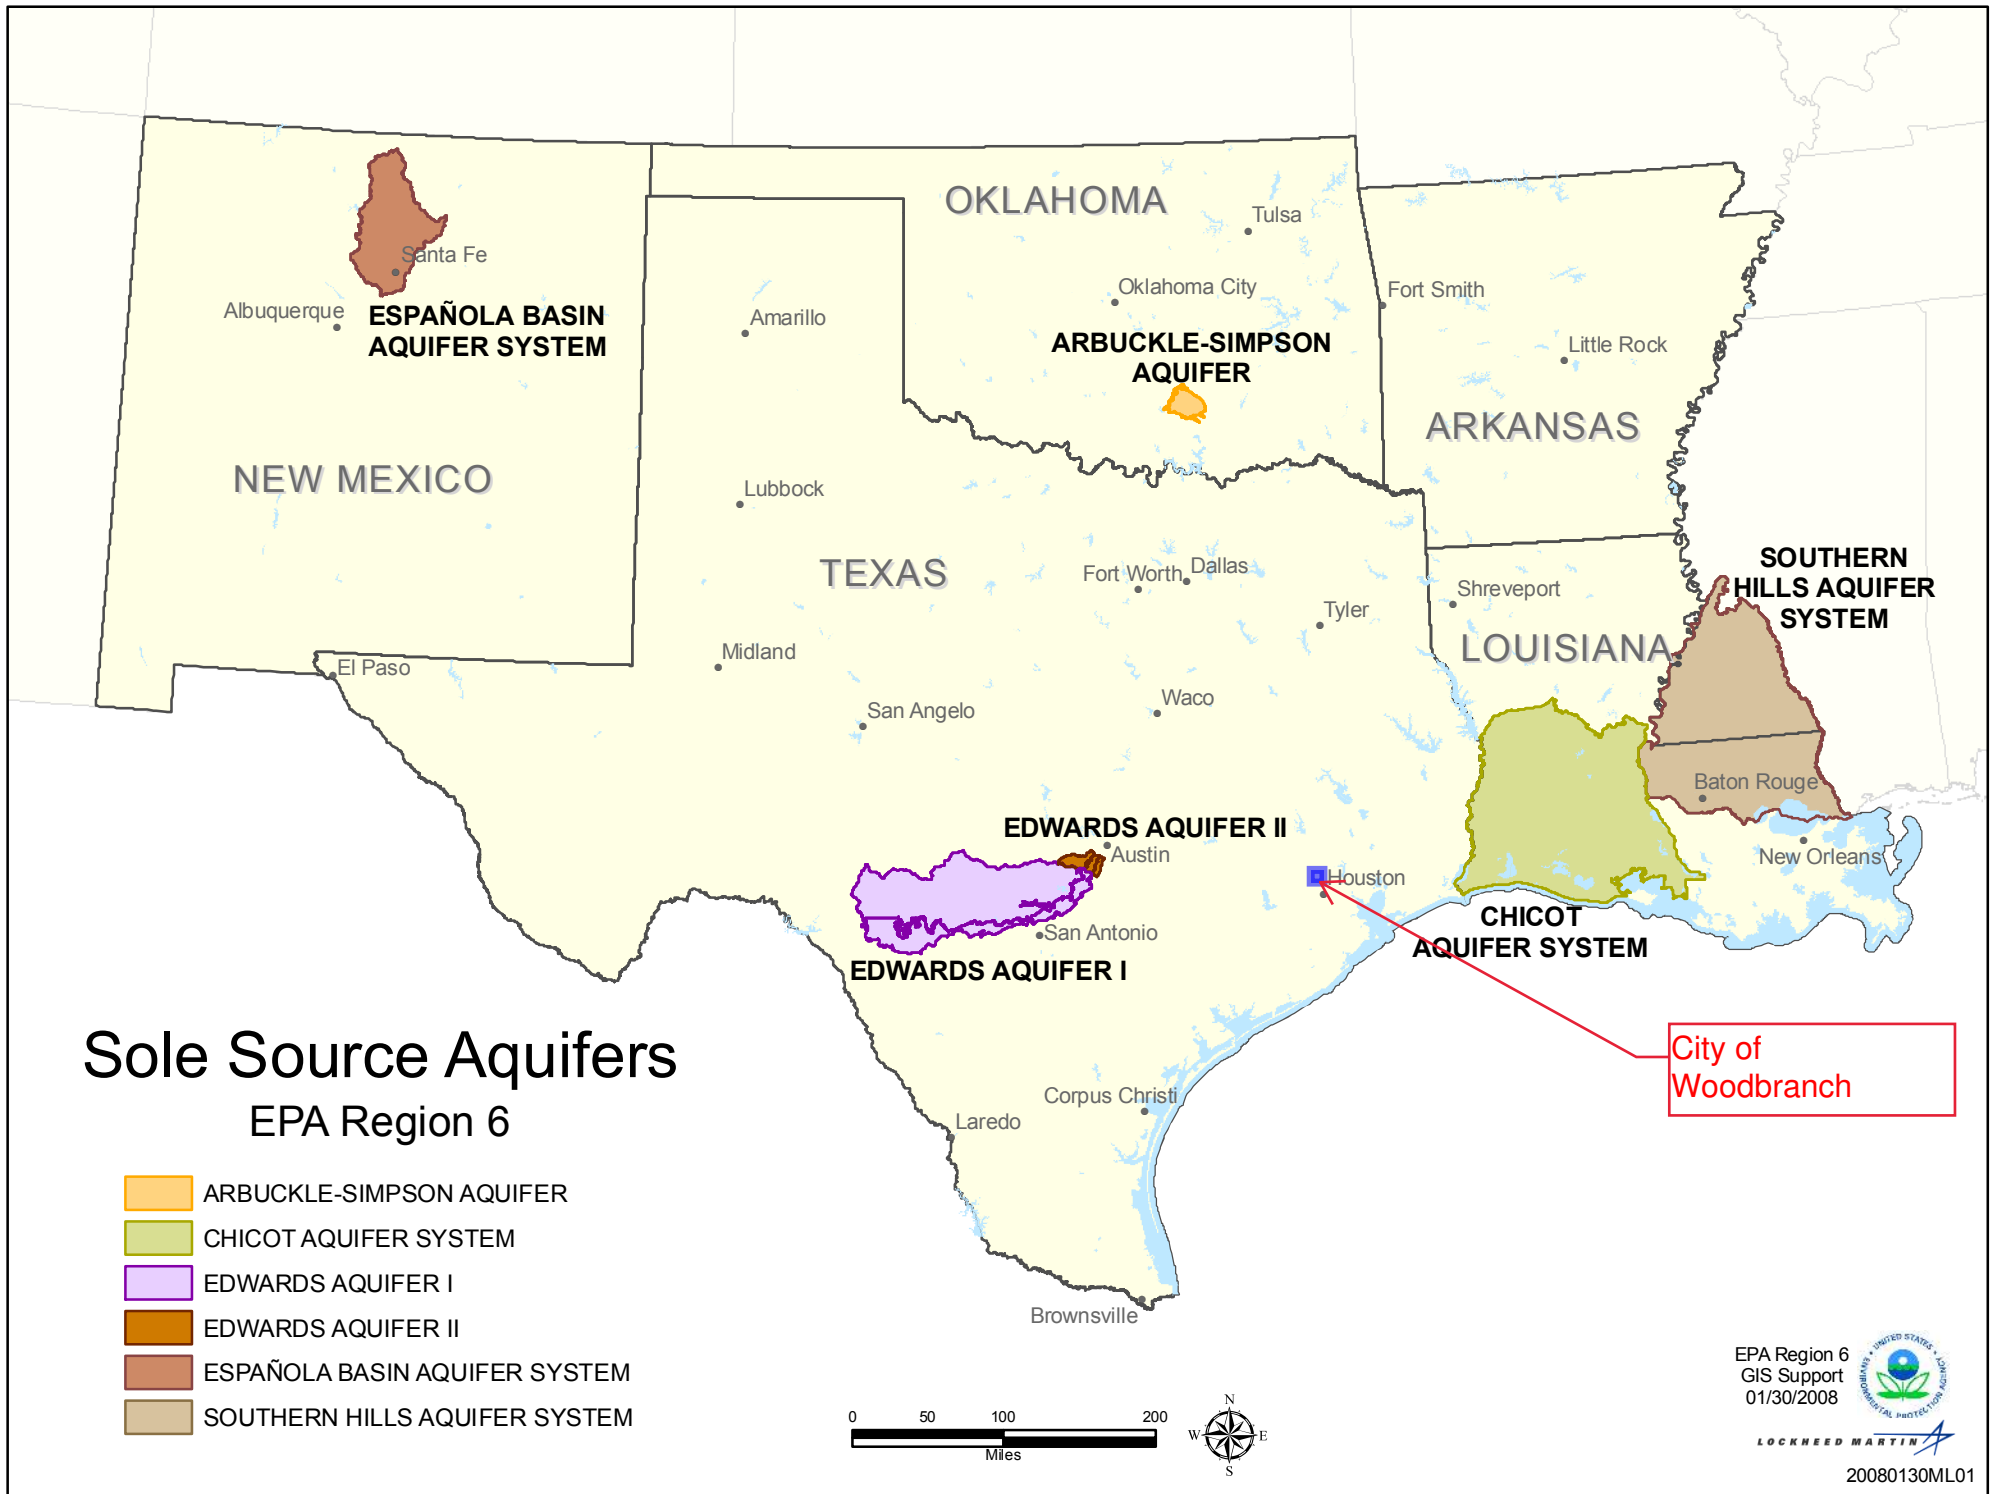 OKLAHOMA
Tulsa
Santa Fe
Oklahoma City
Fort Smith
Albuquerque
ESPAÑOLA BASIN
AQUIFER SYSTEM
Amarillo
ARBUCKLE-SIMPSON
AQUIFER
Little Rock
ARKANSAS
NEW MEXICO
Lubbock
TEXAS
Fort Worth
Dallas
SOUTHERN
HILLS AQUIFER
SYSTEM
Shreveport
Tyler
LOUISIANA
El Paso
Midland
San Angelo
Waco
Baton Rouge
EDWARDS AQUIFER II
Austin
New Orleans
Houston
CHICOT
AQUIFER SYSTEM
San Antonio
EDWARDS AQUIFER I
City of
Woodbranch
Corpus Christi
Laredo
Brownsville
Sole Source Aquifers
EPA Region 6
ARBUCKLE-SIMPSON AQUIFER
CHICOT AQUIFER SYSTEM
EDWARDS AQUIFER I
EDWARDS AQUIFER II
ESPAÑOLA BASIN AQUIFER SYSTEM
SOUTHERN HILLS AQUIFER SYSTEM
0 50 100 200
Miles
N
W E
S
EPA Region 6
GIS Support
01/30/2008
UNITED STATES
ENVIRONMENTAL PROTECTION AGENCY
LOCKHEED MARTIN
20080130ML01